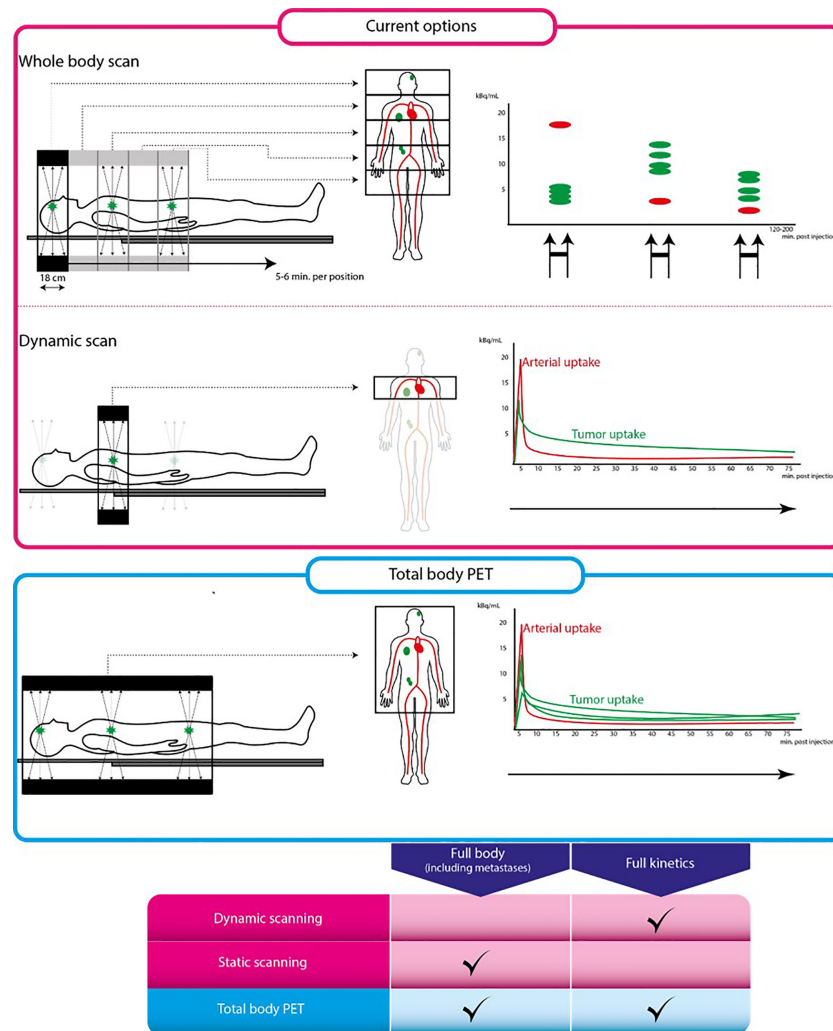 Current options
Whole body scan
18 cm
5-6 min. per position
kBq/mL
20
15
10
5
120-200
min. post injection
Dynamic scan
kBq/mL
20
15
10
5
Arterial uptake
Tumor uptake
5 10 15 20 25 30 35 40 45 50 55 60 65 70 75
min. post injection
Total body PET
kBq/mL
20
15
10
5
Arterial uptake
Tumor uptake
5 10 15 20 25 30 35 40 45 50 55 60 65 70 75
min. post injection
Full body
(including metastases)
Full kinetics
Dynamic scanning
Static scanning
Total body PET